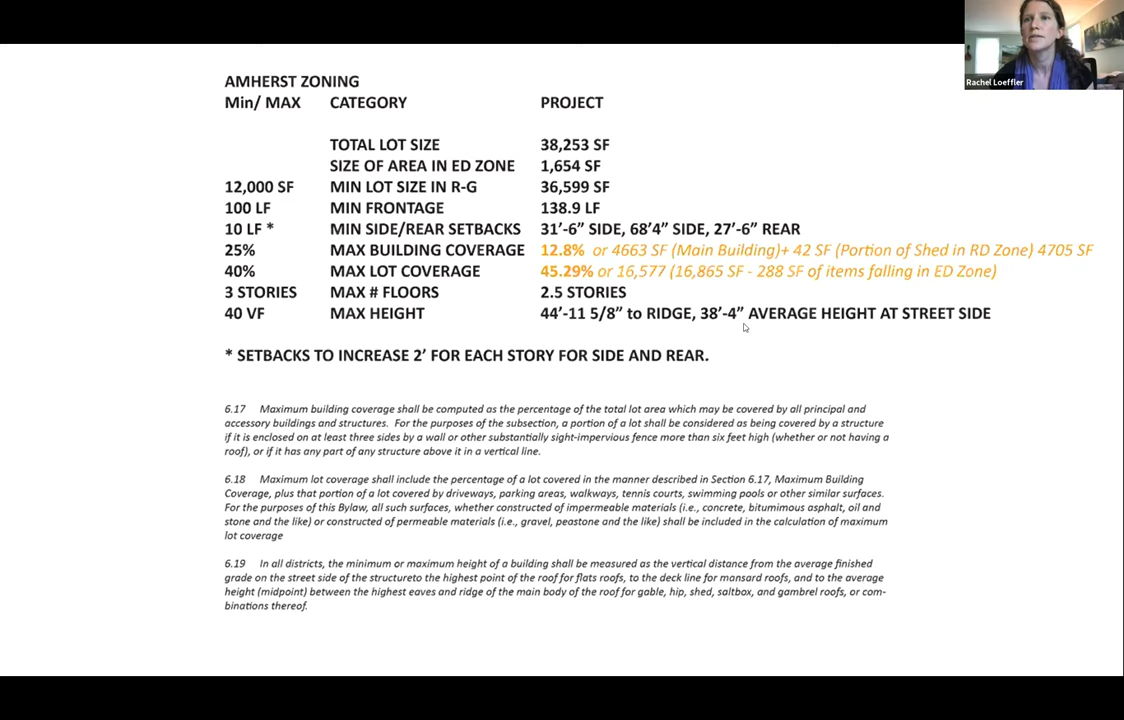 Rachel Loeffler
AMHERST ZONING
Min/ MAX CATEGORY PROJECT
TOTAL LOT SIZE 38,253 SF
SIZE OF AREA IN ED ZONE 1,654 SF
12,000 SF MIN LOT SIZE IN R-G 36,599 SF
100 LF MIN FRONTAGE 138.9 LF
10 LF * MIN SIDE/REAR SETBACKS 31'-6” SIDE, 68'4” SIDE, 27'-6” REAR
25% MAX BUILDING COVERAGE 12.8% or 4663 SF (Main Building)+ 42 SF (Portion of Shed in RD Zone) 4705 SF
40% MAX LOT COVERAGE 45.29% or 16,577 (16,865 SF - 288 SF of items falling in ED Zone)
3 STORIES MAX # FLOORS 2.5 STORIES
40 VF MAX HEIGHT 44'-11 5/8” to RIDGE, 38'-4” AVERAGE HEIGHT AT STREET SIDE
* SETBACKS TO INCREASE 2' FOR EACH STORY FOR SIDE AND REAR.
6.17 Maximum building coverage shall be computed as the percentage of the total lot area which may be covered by all principal and
accessory buildings and structures. For the purposes of the subsection, a portion of a lot shall be considered as being covered by a structure
if it is enclosed on at least three sides by a wall or other substantially sight-impervious fence more than six feet high (whether or not having a
roof), or if it has any part of any structure above it in a vertical line.
6.18 Maximum lot coverage shall include the percentage of a lot covered in the manner described in Section 6.17, Maximum Building
Coverage, plus that portion of a lot covered by driveways, parking areas, walkways, tennis courts, swimming pools or other similar surfaces.
For the purposes of this Bylaw, all such surfaces, whether constructed of impermeable materials (i.e., concrete, bitumimous asphalt, oil and
stone and the like) or constructed of permeable materials (i.e., gravel, peastone and the like) shall be included in the calculation of maximum
lot coverage
6.19 In all districts, the minimum or maximum height of a building shall be measured as the vertical distance from the average finished
grade on the street side of the structureto the highest point of the roof for flats roofs, to the deck line for mansard roofs, and to the average
height (midpoint) between the highest eaves and ridge of the main body of the roof for gable, hip, shed, saltbox, and gambrel roofs, or com-
binations thereof.